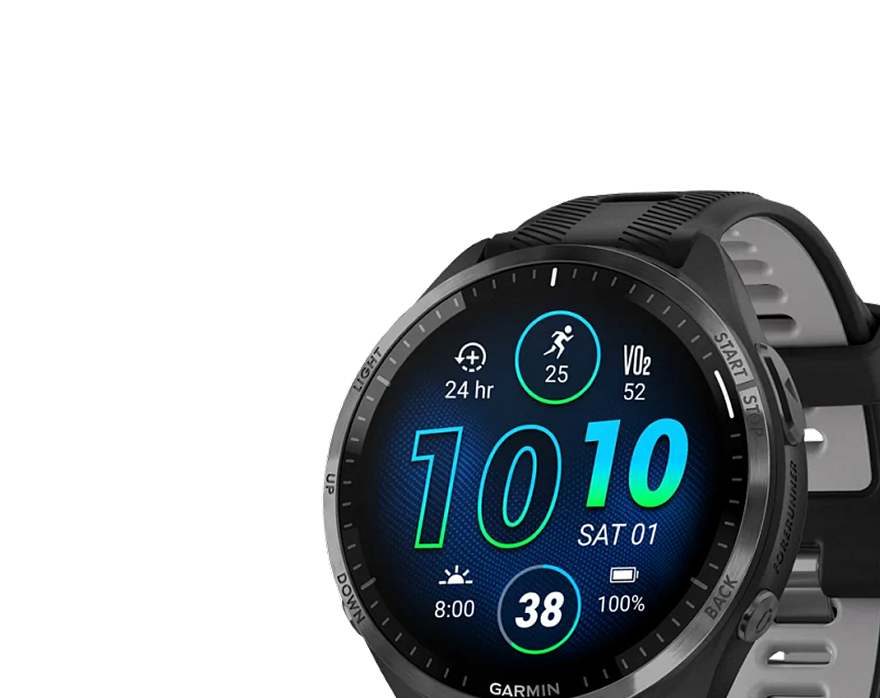 LIGHT
UP
DOWN
START
STOP
BACK
FORERUNNER
25
24 hr
VO2
52
10 10
SAT 01
8:00
38
100%
GARMIN